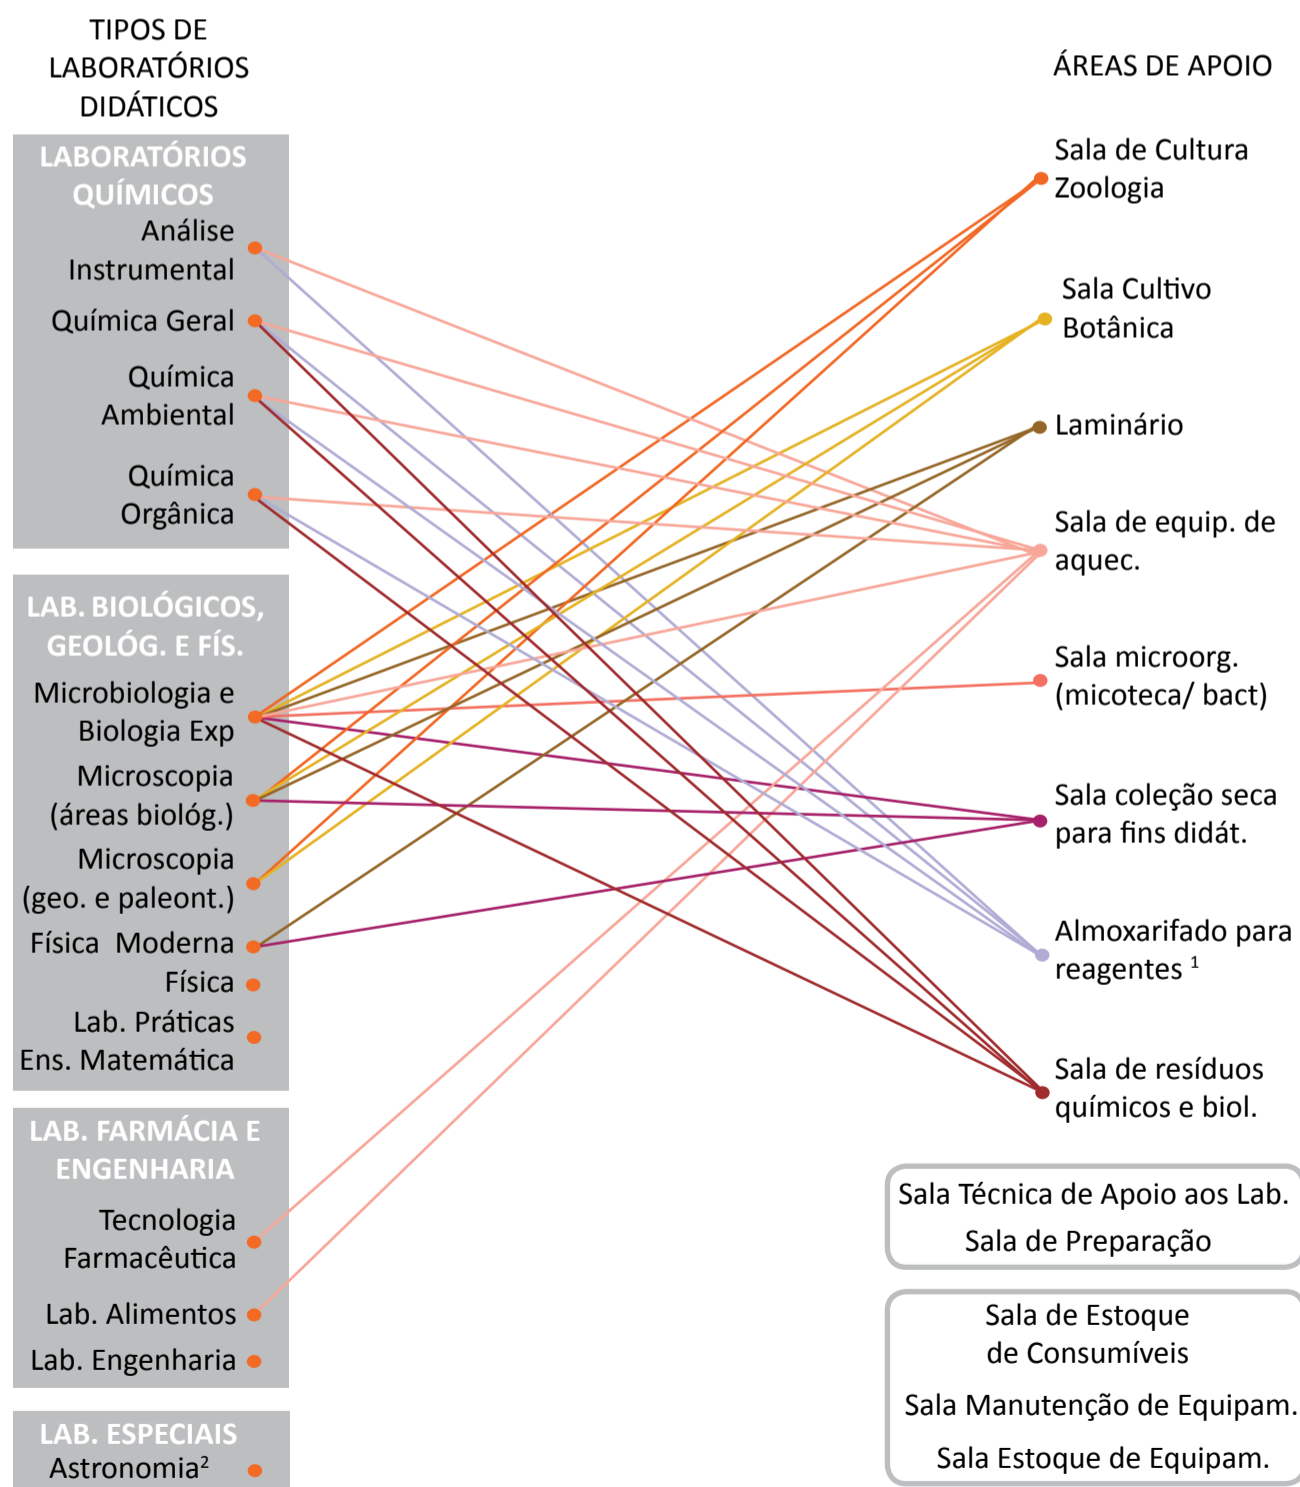 TIPOS DE
LABORATÓRIOS
DIDÁTICOS
LABORATÓRIOS
QUÍMICOS
Análise
Instrumental
Química Geral
Química
Ambiental
Química
Orgânica
LAB. BIOLÓGICOS,
GEOLÓG. E FÍS.
Microbiologia e
Biologia Exp
Microscopia
(áreas biológ.)
Microscopia
(geo. e paleont.)
Física Moderna
Física
Lab. Práticas
Ens. Matemática
LAB. FARMÁCIA E
ENGENHARIA
Tecnologia
Farmacêutica
Lab. Alimentos
Lab. Engenharia
LAB. ESPECIAIS
Astronomia²
ÁREAS DE APOIO
Sala de Cultura
Zoologia
Sala Cultivo
Botânica
Laminário
Sala de equip. de
aquec.
Sala microorg.
(micoteca/ bact)
Sala coleção seca
para fins didát.
Almoxarifado para
reagentes ¹
Sala de resíduos
químicos e biol.
Sala Técnica de Apoio aos Lab.
Sala de Preparação
Sala de Estoque
de Consumíveis
Sala Manutenção de Equipam.
Sala Estoque de Equipam.